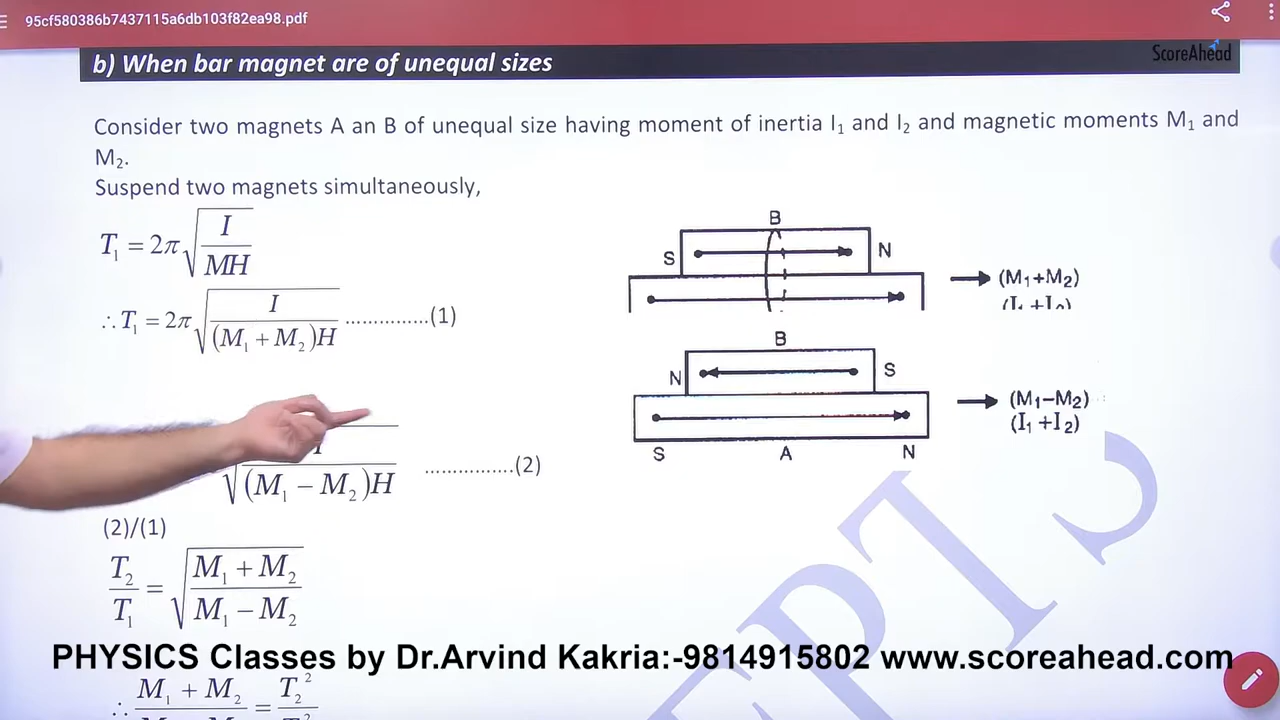 95cf580386b7437115a6db103f82ea98.pdf
b) When bar magnet are of unequal sizes
ScoreAhead
Consider two magnets A an B of unequal size having moment of inertia I₁ and I₂ and magnetic moments M₁ and
M₂.
Suspend two magnets simultaneously,
T₁ = 2π√(I/MH)
∴ T₁ = 2π√(I/(M₁ + M₂)H) ..............(1)
√((M₁ − M₂)H) ................(2)
(2)/(1)
T₂/T₁ = √((M₁ + M₂)/(M₁ − M₂))
B
S
N
(M₁+M₂)
B
N
S
(M₁−M₂)
(I₁ +I₂)
S
A
N
PHYSICS Classes by Dr.Arvind Kakria:-9814915802 www.scoreahead.com
∴ M₁ + M₂ = T₂²